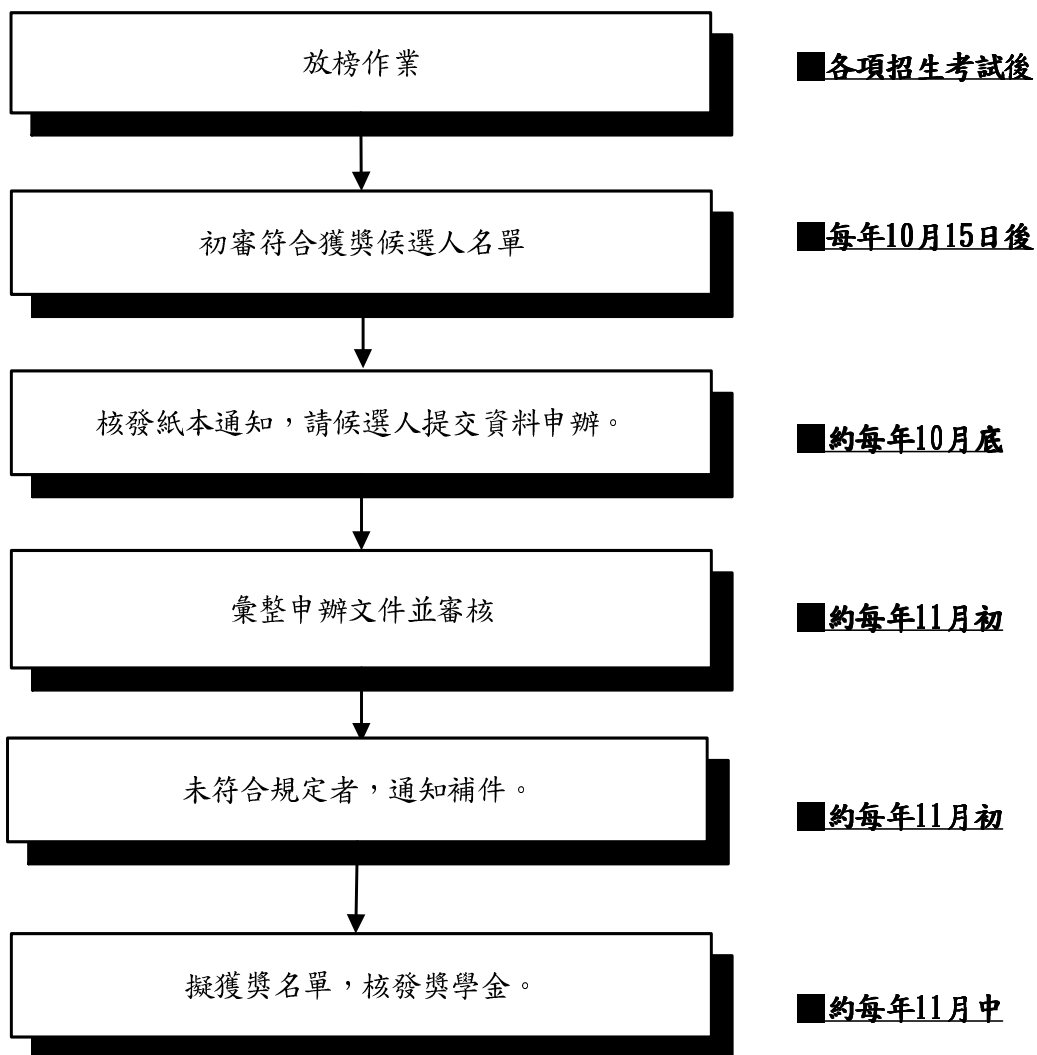 放榜作業
■各項招生考試後
初審符合獲獎候選人名單
■每年10月15日後
核發紙本通知，請候選人提交資料申辦。
■約每年10月底
彙整申辦文件並審核
■約每年11月初
未符合規定者，通知補件。
■約每年11月初
擬獲獎名單，核發獎學金。
■約每年11月中